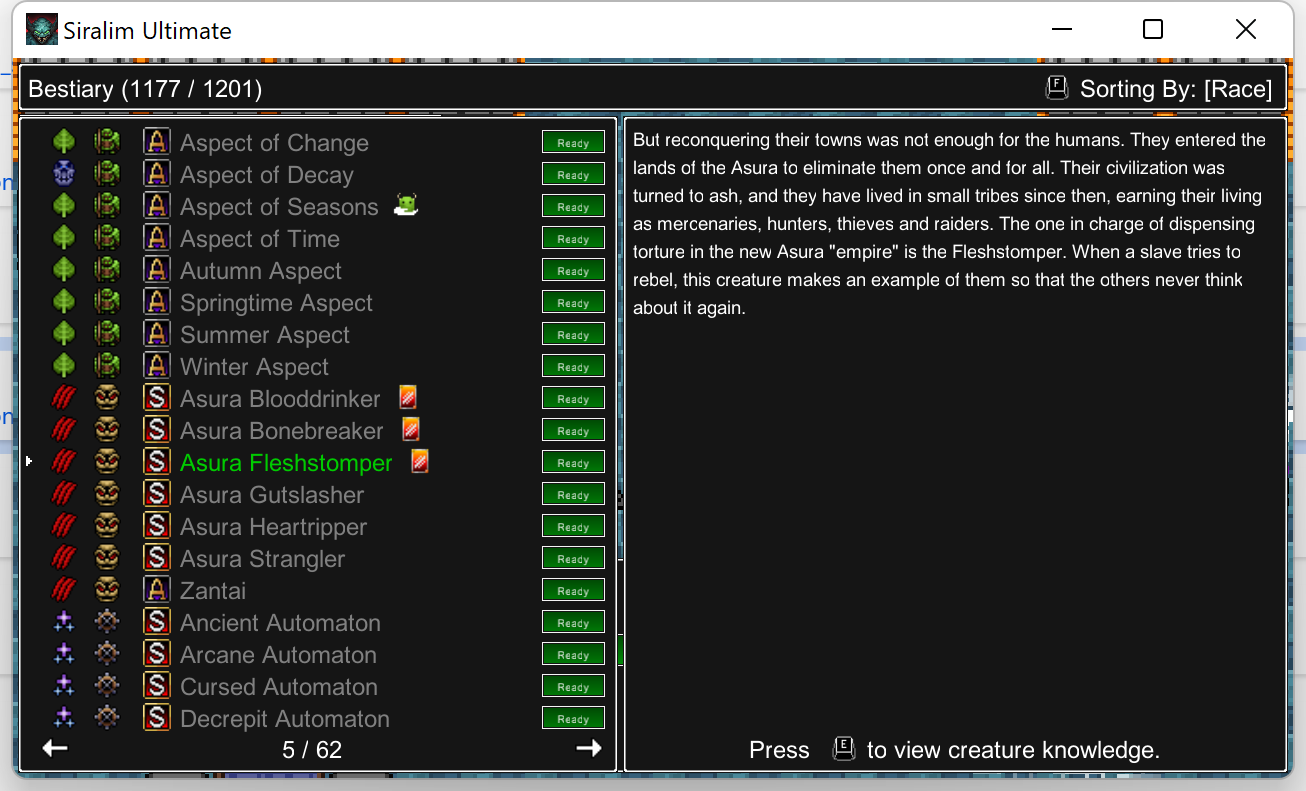 Siralim Ultimate
Bestiary (1177 / 1201)
F Sorting By: [Race]
A Aspect of Change Ready
A Aspect of Decay Ready
A Aspect of Seasons Ready
A Aspect of Time Ready
A Autumn Aspect Ready
A Springtime Aspect Ready
A Summer Aspect Ready
A Winter Aspect Ready
S Asura Blooddrinker Ready
S Asura Bonebreaker Ready
S Asura Fleshstomper Ready
S Asura Gutslasher Ready
S Asura Heartripper Ready
S Asura Strangler Ready
A Zantai Ready
S Ancient Automaton Ready
S Arcane Automaton Ready
S Cursed Automaton Ready
S Decrepit Automaton Ready
5 / 62
But reconquering their towns was not enough for the humans. They entered the
lands of the Asura to eliminate them once and for all. Their civilization was
turned to ash, and they have lived in small tribes since then, earning their living
as mercenaries, hunters, thieves and raiders. The one in charge of dispensing
torture in the new Asura "empire" is the Fleshstomper. When a slave tries to
rebel, this creature makes an example of them so that the others never think
about it again.
Press E to view creature knowledge.